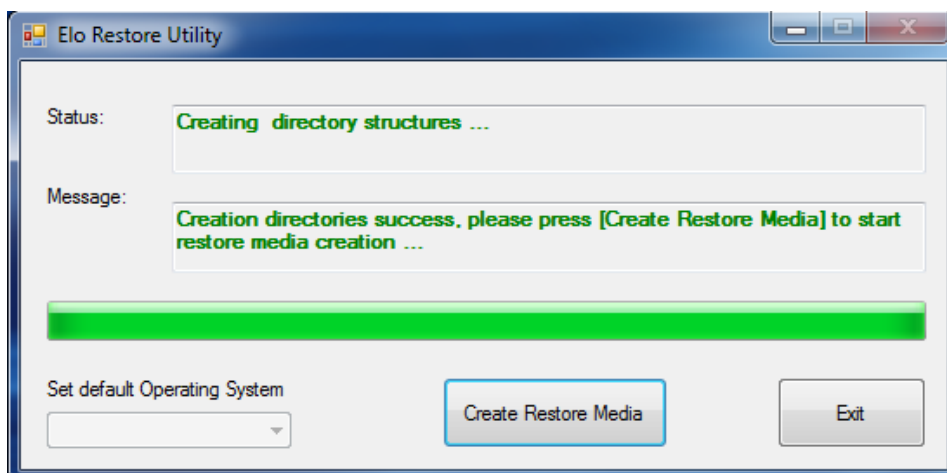 Elo Restore Utility
Status:
Creating  directory structures ...
Message:
Creation directories success, please press [Create Restore Media] to start
restore media creation ...
Set default Operating System
Create Restore Media
Exit